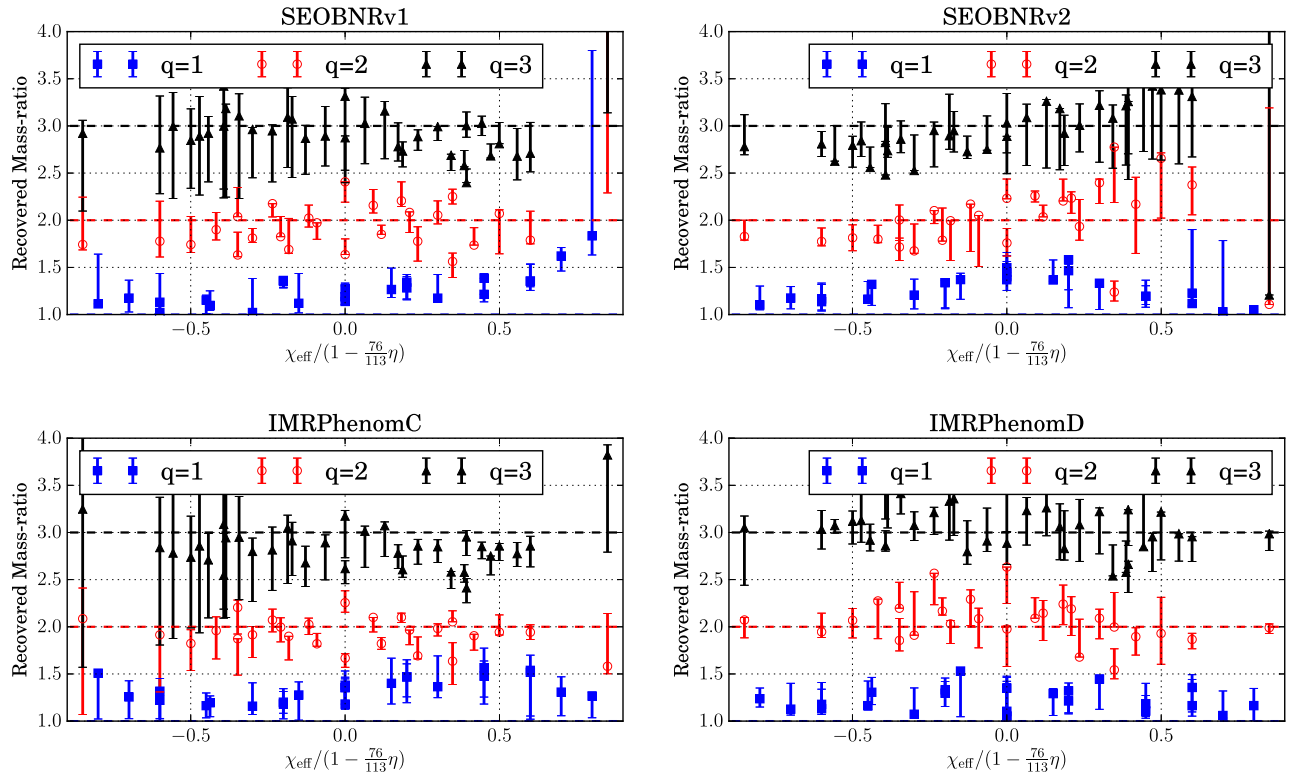 SEOBNRv1
Recovered Mass-ratio
4.0
3.5
3.0
2.5
2.0
1.5
1.0
q=1 q=2 q=3
−0.5 0.0 0.5
χeff/(1 − 76/113 η)
SEOBNRv2
Recovered Mass-ratio
4.0
3.5
3.0
2.5
2.0
1.5
1.0
q=1 q=2 q=3
−0.5 0.0 0.5
χeff/(1 − 76/113 η)
IMRPhenomC
Recovered Mass-ratio
4.0
3.5
3.0
2.5
2.0
1.5
1.0
q=1 q=2 q=3
−0.5 0.0 0.5
χeff/(1 − 76/113 η)
IMRPhenomD
Recovered Mass-ratio
4.0
3.5
3.0
2.5
2.0
1.5
1.0
q=1 q=2 q=3
−0.5 0.0 0.5
χeff/(1 − 76/113 η)